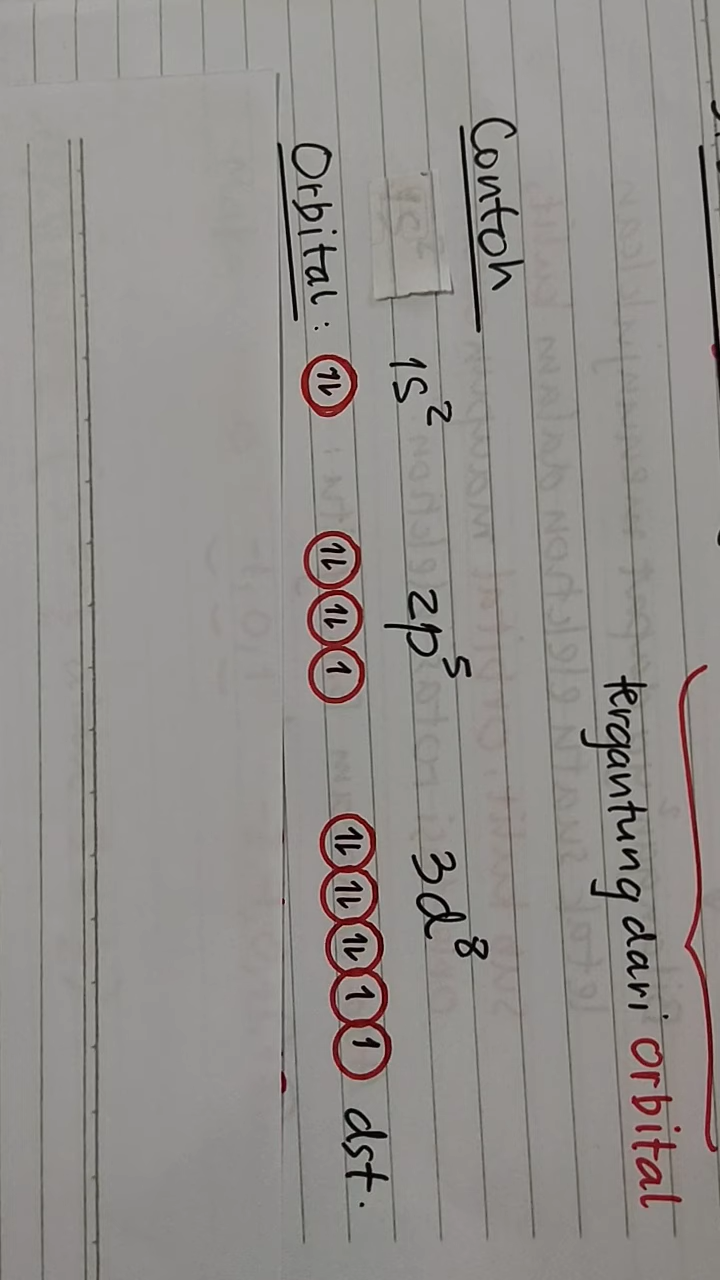 tergantung dari orbital
Contoh
1s² 2p⁵ 3d⁸
Orbital : ⥮ ⥮ ⥮ ↿ ⥮ ⥮ ⥮ ↿ ↿ dst.